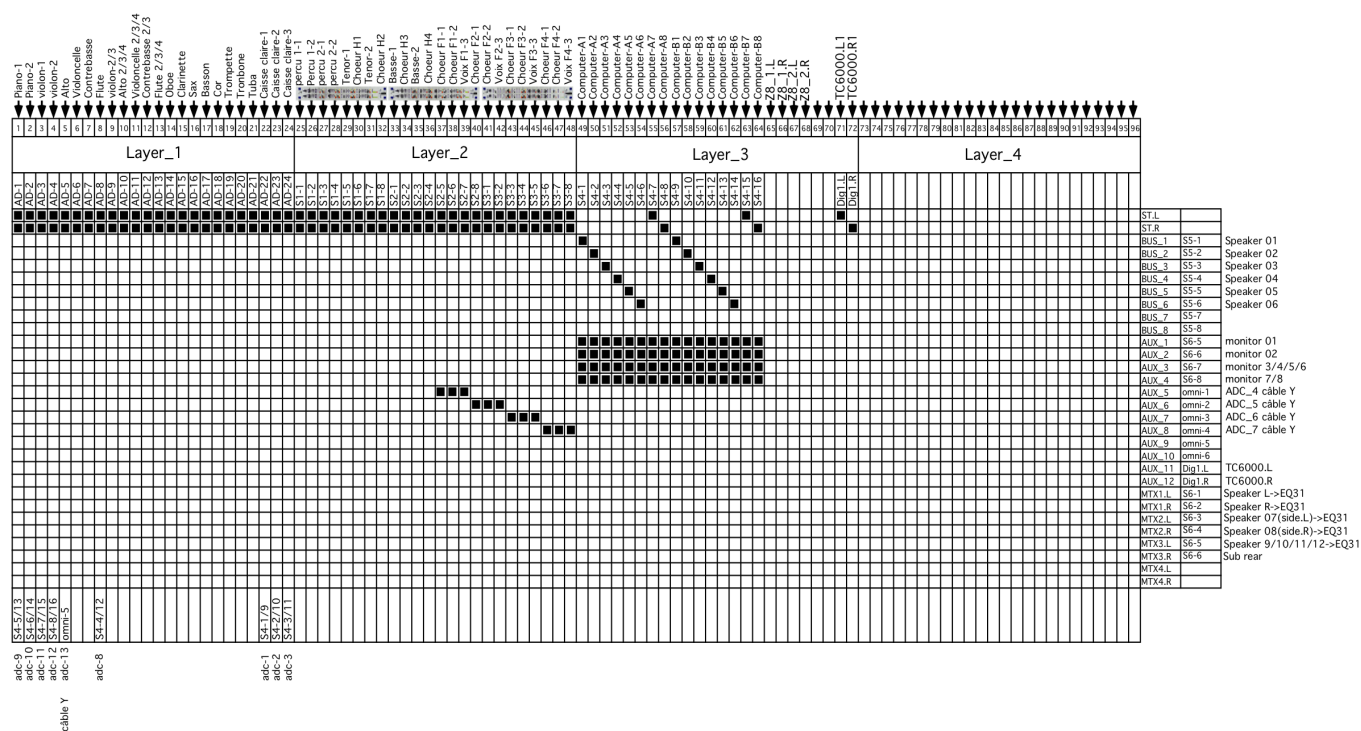 Piano-1
Piano-2
violon-1
violon-2
Alto
Violoncelle
Contrebasse
Flute
violon-2/3
Alto 2/3/4
Violoncelle 2/3/4
Contrebasse 2/3
Flute 2/3/4
Oboe
Clarinette
Sax
Basson
Cor
Trompette
Trombone
Tuba
Caisse claire-1
Caisse claire-2
Caisse claire-3
percu 1-1
Percu 1-2
percu 2-1
percu 2-2
Tenor-1
Choeur H1
Tenor-2
Choeur H2
Basse-1
Choeur H3
Basse-2
Choeur H4
Choeur F1-1
Choeur F1-2
Voix F1-3
Choeur F2-1
Choeur F2-2
Voix F2-3
Choeur F3-1
Choeur F3-2
Voix F3-3
Choeur F4-1
Choeur F4-2
Voix F4-3
Computer-A1
Computer-A2
Computer-A3
Computer-A4
Computer-A5
Computer-A6
Computer-A7
Computer-A8
Computer-B1
Computer-B2
Computer-B3
Computer-B4
Computer-B5
Computer-B6
Computer-B7
Computer-B8
Z8_1.L
Z8_1.R
Z8_2.L
Z8_2.R
TC6000.L1
TC6000.R1
1 2 3 4 5 6 7 8 9 10 11 12 13 14 15 16 17 18 19 20 21 22 23 24 25 26 27 28 29 30 31 32 33 34 35 36 37 38 39 40 41 42 43 44 45 46 47 48 49 50 51 52 53 54 55 56 57 58 59 60 61 62 63 64 65 66 67 68 69 70 71 72 73 74 75 76 77 78 79 80 81 82 83 84 85 86 87 88 89 90 91 92 93 94 95 96
Layer_1 Layer_2 Layer_3 Layer_4
AD-1
AD-2
AD-3
AD-4
AD-5
AD-6
AD-7
AD-8
AD-9
AD-10
AD-11
AD-12
AD-13
AD-14
AD-15
AD-16
AD-17
AD-18
AD-19
AD-20
AD-21
AD-22
AD-23
AD-24
S1-1
S1-2
S1-3
S1-4
S1-5
S1-6
S1-7
S1-8
S2-1
S2-2
S2-3
S2-4
S2-5
S2-6
S2-7
S2-8
S3-1
S3-2
S3-3
S3-4
S3-5
S3-6
S3-7
S3-8
S4-1
S4-2
S4-3
S4-4
S4-5
S4-6
S4-7
S4-8
S4-9
S4-10
S4-11
S4-12
S4-13
S4-14
S4-15
S4-16
Dig1.L
Dig1.R
ST.L
ST.R
BUS_1 S5-1 Speaker 01
BUS_2 S5-2 Speaker 02
BUS_3 S5-3 Speaker 03
BUS_4 S5-4 Speaker 04
BUS_5 S5-5 Speaker 05
BUS_6 S5-6 Speaker 06
BUS_7 S5-7
BUS_8 S5-8
AUX_1 S6-5 monitor 01
AUX_2 S6-6 monitor 02
AUX_3 S6-7 monitor 3/4/5/6
AUX_4 S6-8 monitor 7/8
AUX_5 omni-1 ADC_4 câble Y
AUX_6 omni-2 ADC_5 câble Y
AUX_7 omni-3 ADC_6 câble Y
AUX_8 omni-4 ADC_7 câble Y
AUX_9 omni-5
AUX_10 omni-6
AUX_11 Dig1.L TC6000.L
AUX_12 Dig1.R TC6000.R
MTX1.L S6-1 Speaker L->EQ31
MTX1.R S6-2 Speaker R->EQ31
MTX2.L S6-3 Speaker 07(side.L)->EQ31
MTX2.R S6-4 Speaker 08(side.R)->EQ31
MTX3.L S6-5 Speaker 9/10/11/12->EQ31
MTX3.R S6-6 Sub rear
MTX4.L
MTX4.R
S4-5/13
S4-6/14
S4-7/15
S4-8/16
omni-5
S4-4/12
S4-1/9
S4-2/10
S4-3/11
adc-9
adc-10
adc-11
adc-12
adc-13
adc-8
adc-1
adc-2
adc-3
câble Y